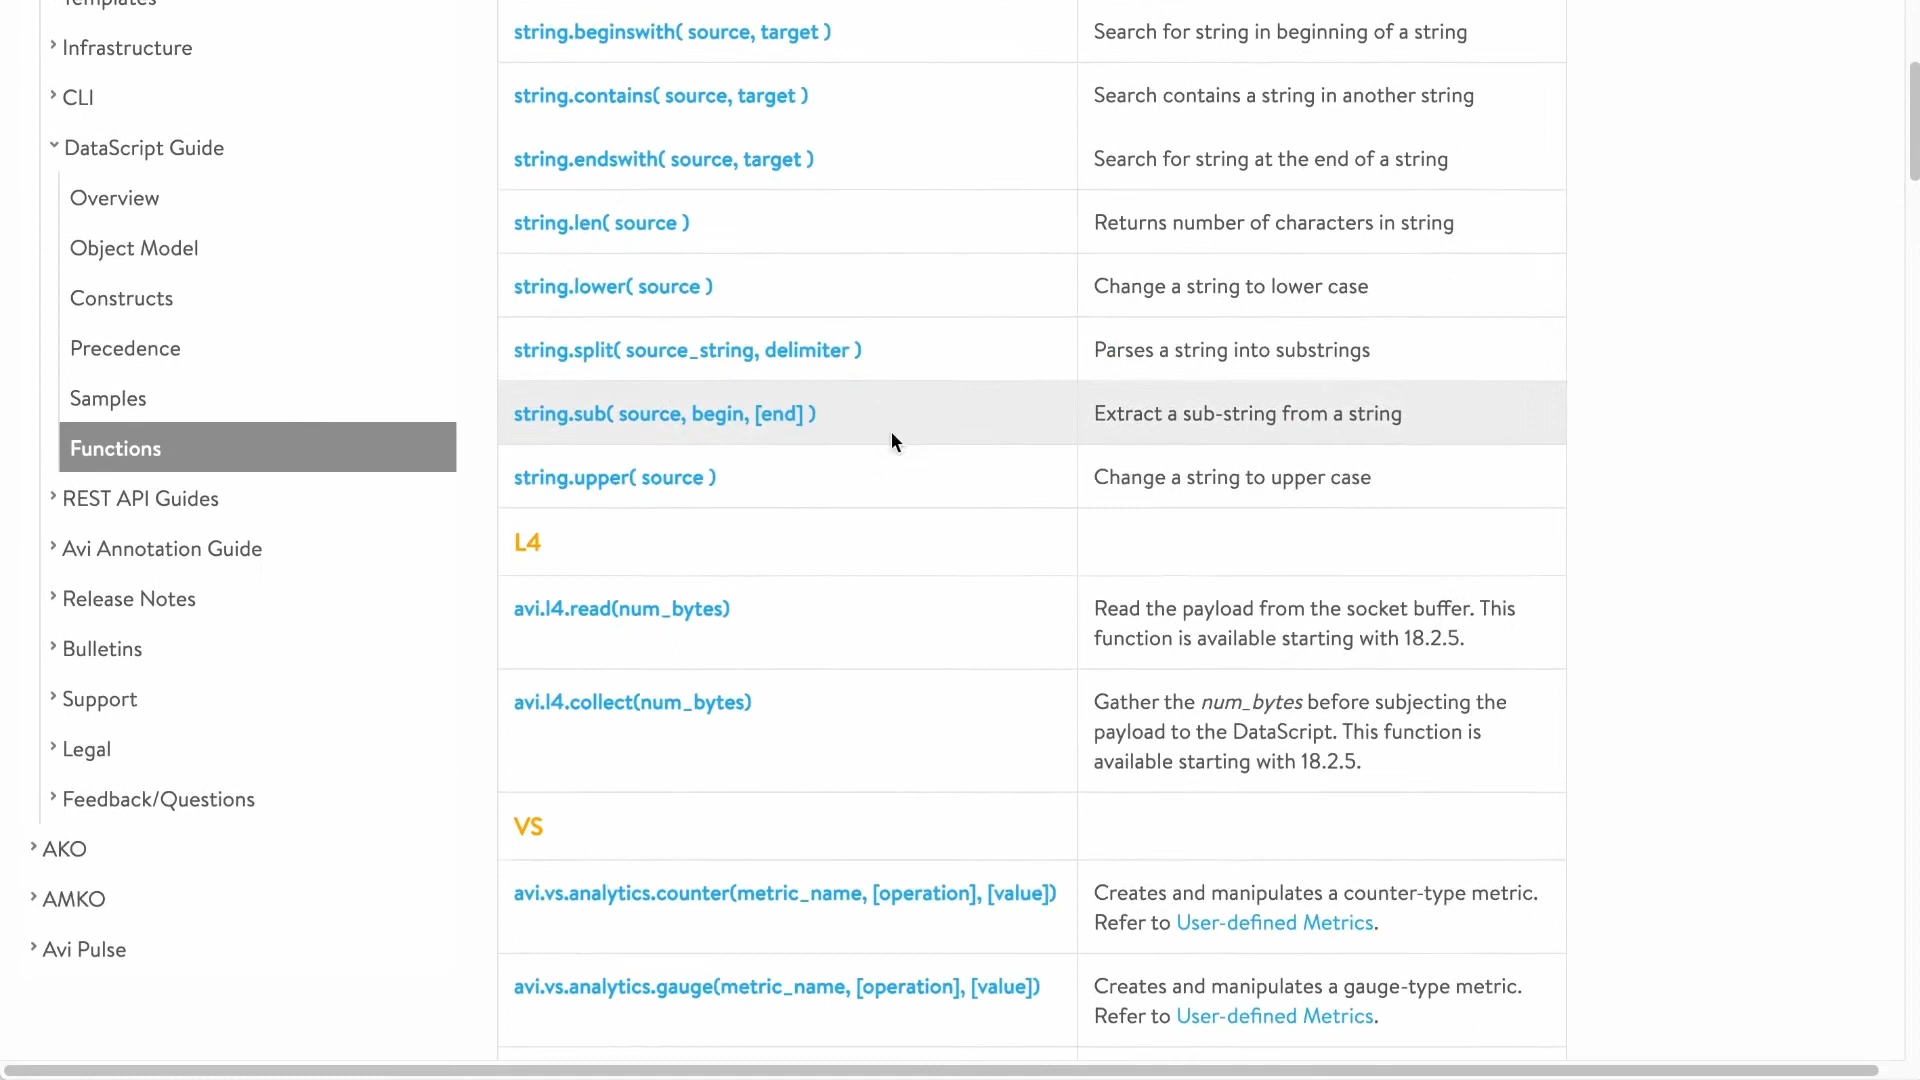 Templates
Infrastructure
CLI
DataScript Guide
Overview
Object Model
Constructs
Precedence
Samples
Functions
REST API Guides
Avi Annotation Guide
Release Notes
Bulletins
Support
Legal
Feedback/Questions
AKO
AMKO
Avi Pulse
string.beginswith( source, target )
Search for string in beginning of a string
string.contains( source, target )
Search contains a string in another string
string.endswith( source, target )
Search for string at the end of a string
string.len( source )
Returns number of characters in string
string.lower( source )
Change a string to lower case
string.split( source_string, delimiter )
Parses a string into substrings
string.sub( source, begin, [end] )
Extract a sub-string from a string
string.upper( source )
Change a string to upper case
L4
avi.l4.read(num_bytes)
Read the payload from the socket buffer. This
function is available starting with 18.2.5.
avi.l4.collect(num_bytes)
Gather the num_bytes before subjecting the
payload to the DataScript. This function is
available starting with 18.2.5.
VS
avi.vs.analytics.counter(metric_name, [operation], [value])
Creates and manipulates a counter-type metric.
Refer to User-defined Metrics.
avi.vs.analytics.gauge(metric_name, [operation], [value])
Creates and manipulates a gauge-type metric.
Refer to User-defined Metrics.